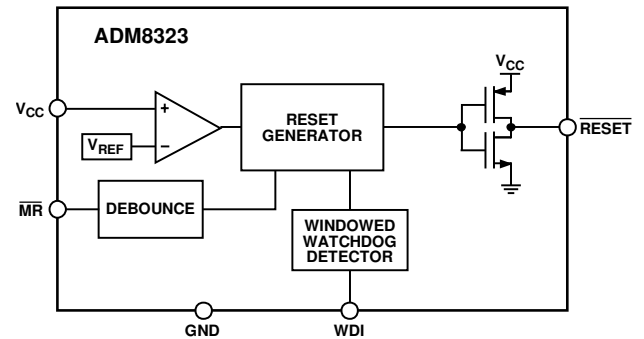 ADM8323
VCC
+
−
VREF
RESET
GENERATOR
VCC
RESET
MR
DEBOUNCE
WINDOWED
WATCHDOG
DETECTOR
GND
WDI